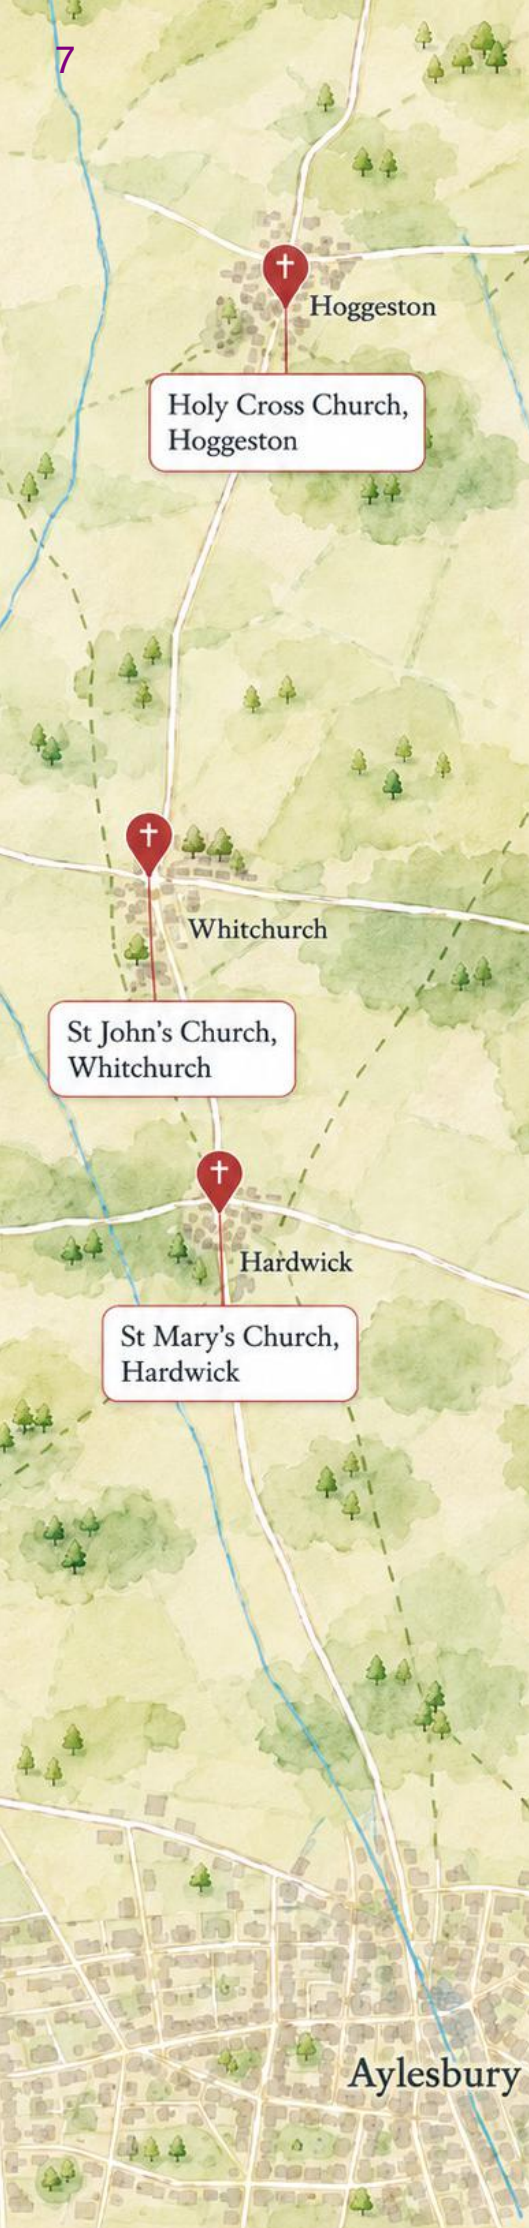 7
Hoggeston
Holy Cross Church,
Hoggeston
Whitchurch
St John's Church,
Whitchurch
Hardwick
St Mary's Church,
Hardwick
Aylesbury